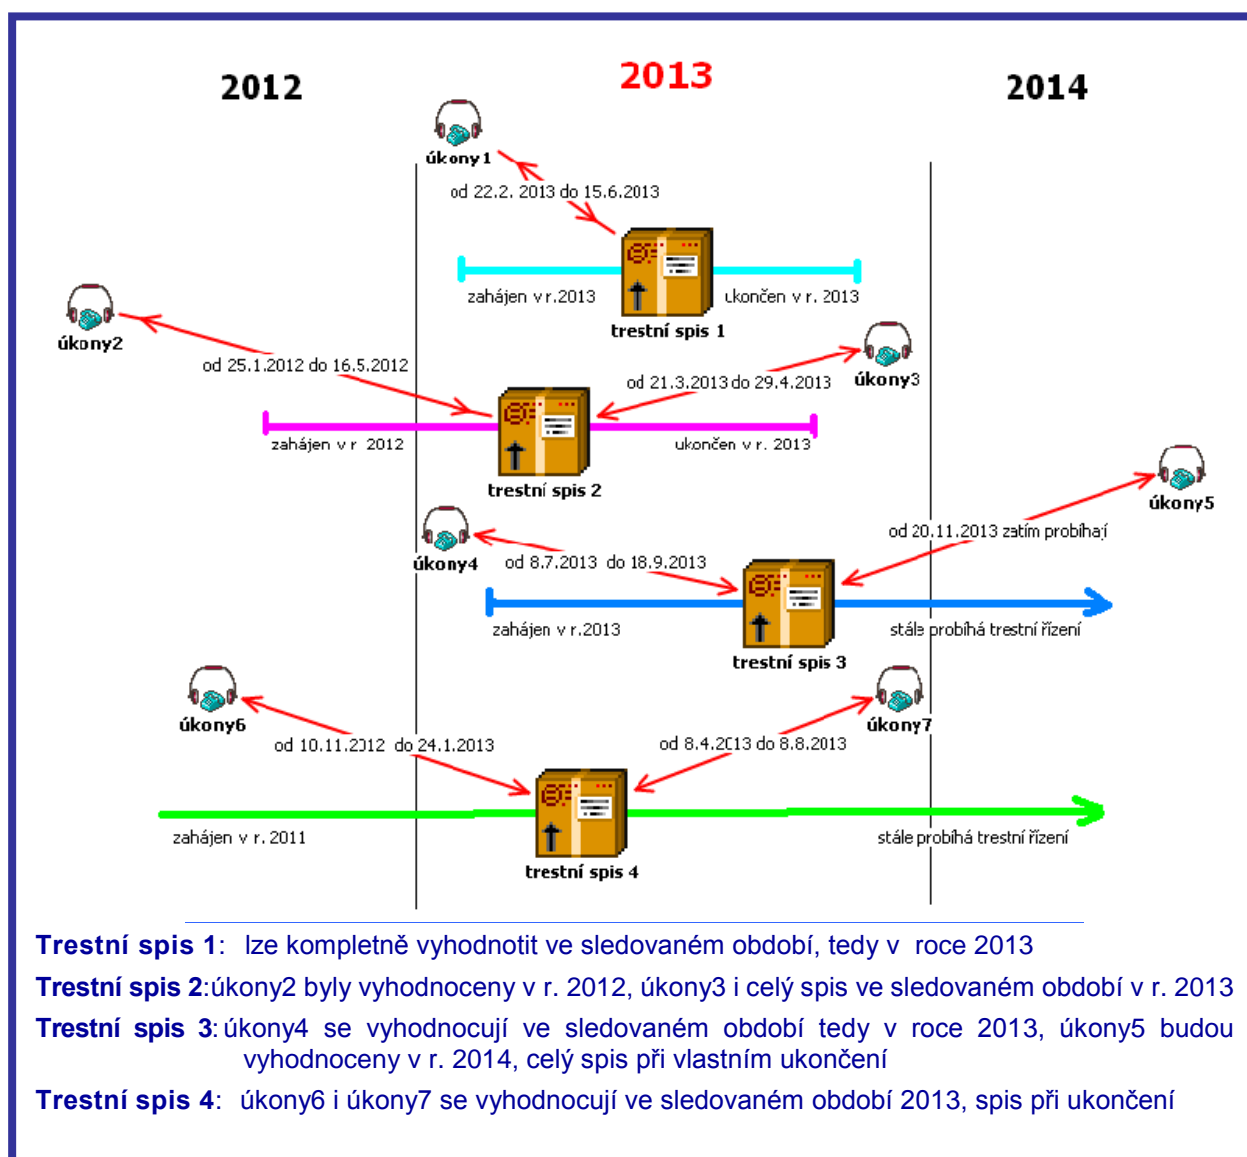 2012
2013
2014
úkony1
od 22.2. 2013 do 15.6.2013
zahájen v r.2013
ukončen v r. 2013
trestní spis 1
úkony2
od 25.1.2012 do 16.5.2012
úkony3
od 21.3.2013 do 29.4.2013
zahájen v r 2012
ukončen v r. 2013
trestní spis 2
úkony5
od 20.11.2013 zatím probíhají
úkony4
od 8.7.2013 do 18.9.2013
zahájen v r.2013
stále probíhá trestní řízení
trestní spis 3
úkony6
od 10.11.2012 do 24.1.2013
úkony7
od 8.4.2013 do 8.8.2013
zahájen v r. 2011
stále probíhá trestní řízení
trestní spis 4
Trestní spis 1: lze kompletně vyhodnotit ve sledovaném období, tedy v roce 2013
Trestní spis 2:úkony2 byly vyhodnoceny v r. 2012, úkony3 i celý spis ve sledovaném období v r. 2013
Trestní spis 3: úkony4 se vyhodnocují ve sledovaném období tedy v roce 2013, úkony5 budou
vyhodnoceny v r. 2014, celý spis při vlastním ukončení
Trestní spis 4: úkony6 i úkony7 se vyhodnocují ve sledovaném období 2013, spis při ukončení